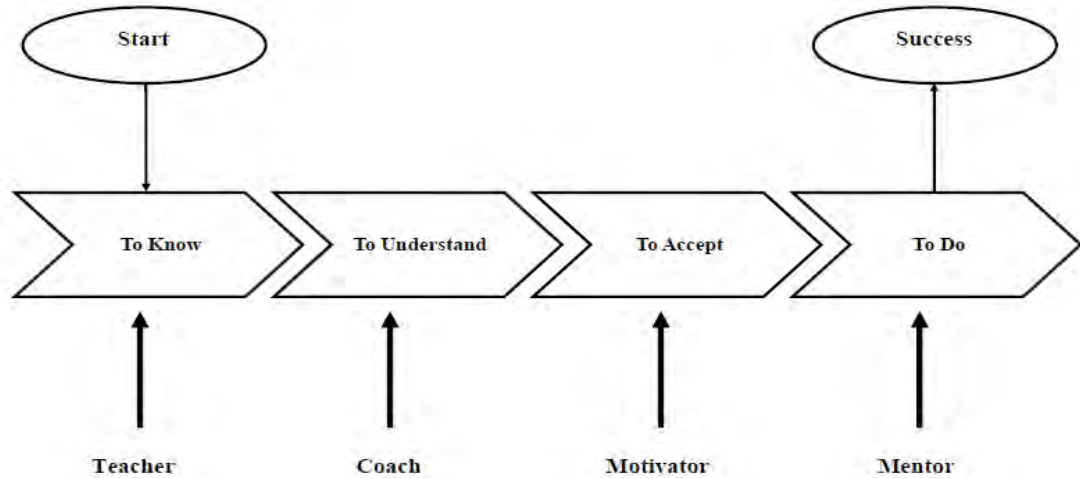 Start
Success
To Know
To Understand
To Accept
To Do
Teacher
Coach
Motivator
Mentor